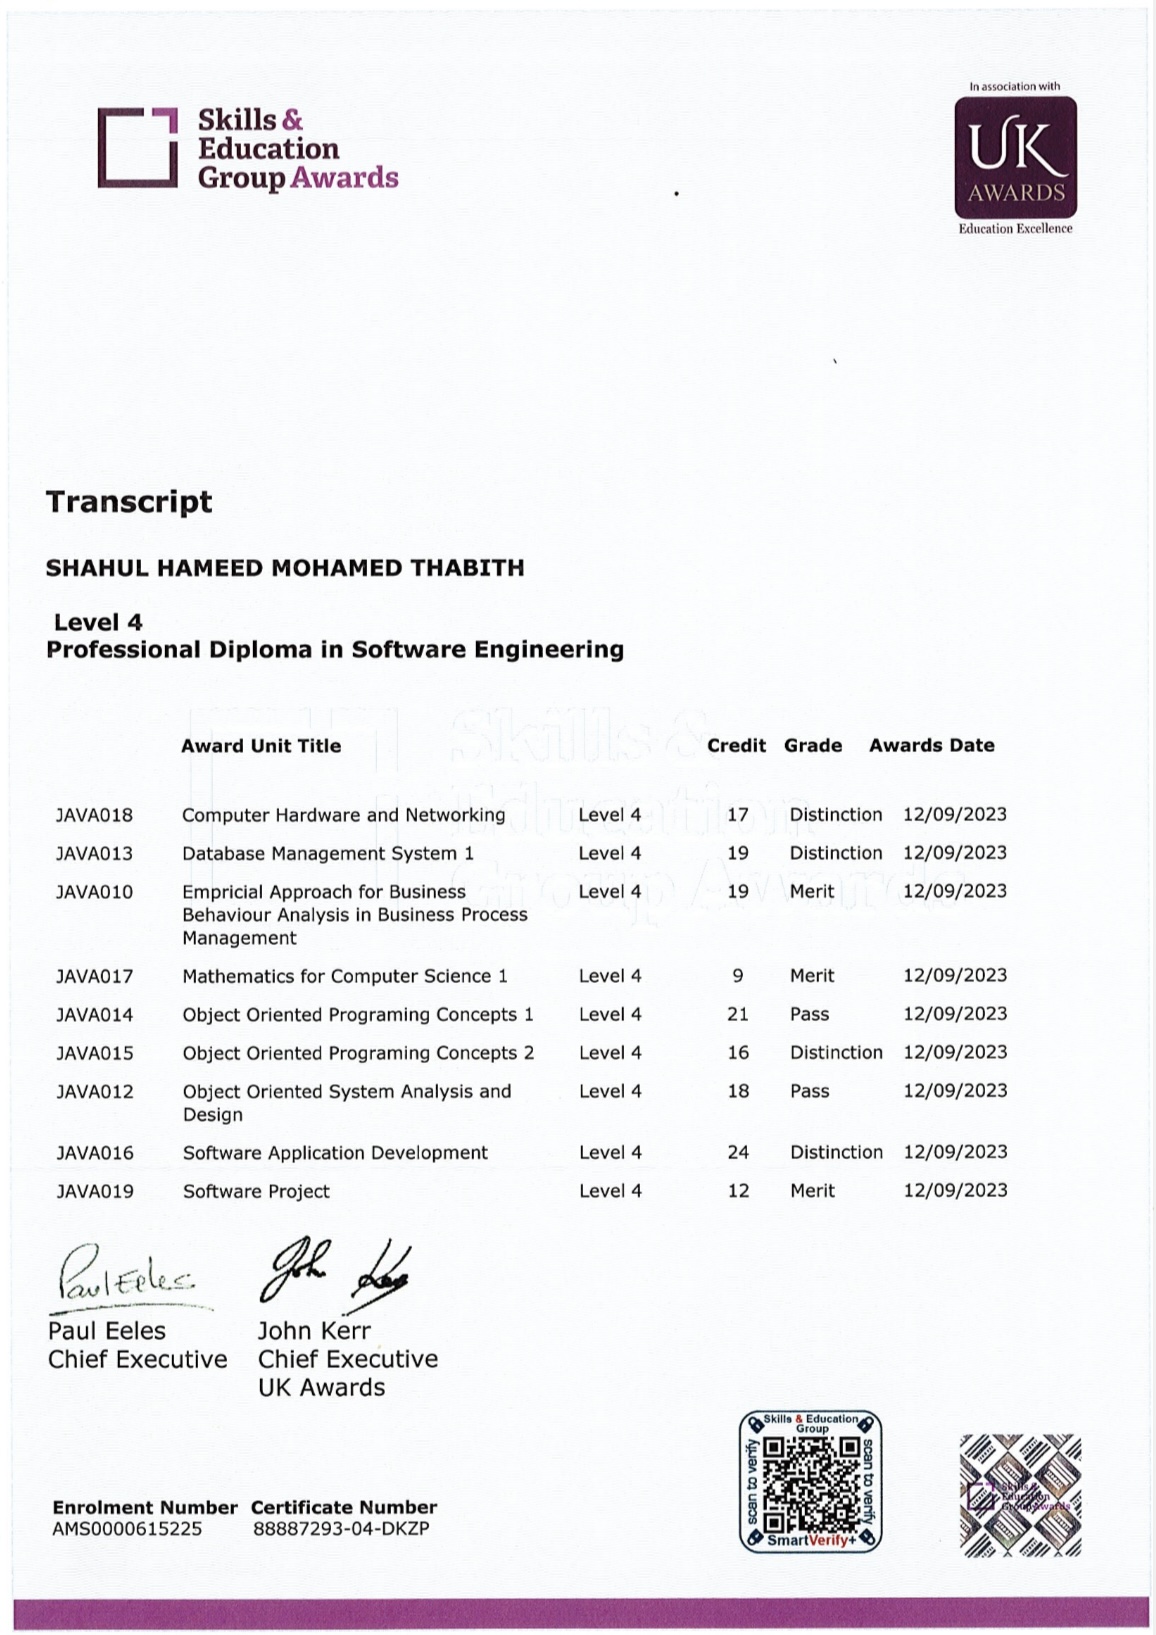 Skills &
Education
Group Awards
In association with
UK
AWARDS
Education Excellence
Transcript
SHAHUL HAMEED MOHAMED THABITH
Level 4
Professional Diploma in Software Engineering
Award Unit Title Credit Grade Awards Date
JAVA018 Computer Hardware and Networking Level 4 17 Distinction 12/09/2023
JAVA013 Database Management System 1 Level 4 19 Distinction 12/09/2023
JAVA010 Empricial Approach for Business Level 4 19 Merit 12/09/2023
Behaviour Analysis in Business Process
Management
JAVA017 Mathematics for Computer Science 1 Level 4 9 Merit 12/09/2023
JAVA014 Object Oriented Programing Concepts 1 Level 4 21 Pass 12/09/2023
JAVA015 Object Oriented Programing Concepts 2 Level 4 16 Distinction 12/09/2023
JAVA012 Object Oriented System Analysis and Level 4 18 Pass 12/09/2023
Design
JAVA016 Software Application Development Level 4 24 Distinction 12/09/2023
JAVA019 Software Project Level 4 12 Merit 12/09/2023
Skills &
Education
Group Awards
Paul Eeles John Kerr
Paul Eeles John Kerr
Chief Executive Chief Executive
UK Awards
Skills & Education
Group
scan to verify
scan to verify
SmartVerify+
Skills &
Education
Group Awards
Enrolment Number Certificate Number
AMS0000615225 88887293-04-DKZP